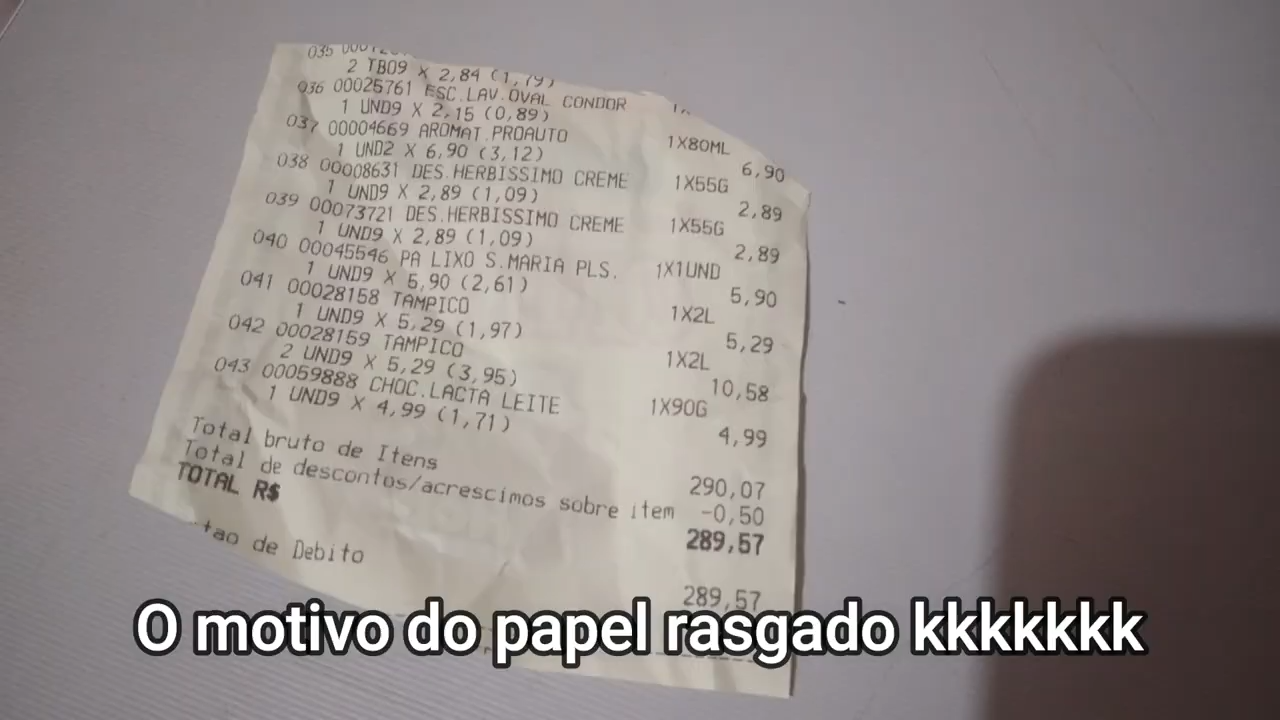 035
2 TB09 X 2,84 (1,79)
036 00025761 ESC.LAV.OVAL CONDOR
1 UND9 X 2,15 (0,89)
037 00004669 AROMAT.PROAUTO 1X80ML
1 UND2 X 6,90 (3,12) 6,90
038 00008631 DES.HERBISSIMO CREME 1X55G
1 UND9 X 2,89 (1,09) 2,89
039 00073721 DES.HERBISSIMO CREME 1X55G
1 UND9 X 2,89 (1,09) 2,89
040 00045546 PA LIXO S.MARIA PLS. 1X1UND
1 UND9 X 5,90 (2,61) 5,90
041 00028158 TAMPICO 1X2L
1 UND9 X 5,29 (1,97) 5,29
042 00028159 TAMPICO 1X2L
2 UND9 X 5,29 (3,95) 10,58
043 00059888 CHOC.LACTA LEITE 1X90G
1 UND9 X 4,99 (1,71) 4,99
Total bruto de Itens 290,07
Total de descontos/acrescimos sobre item -0,50
TOTAL R$ 289,57
tao de Debito 289,57
O motivo do papel rasgado kkkkkkk